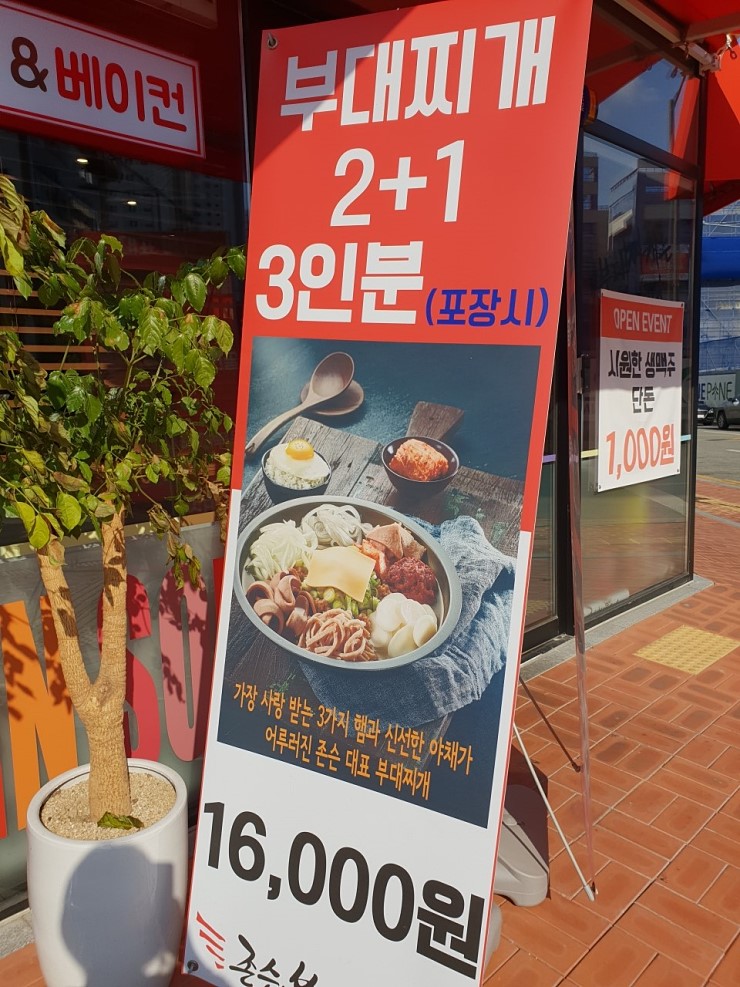 &베이컨
부대찌개
2+1
3인분(포장시)
OPEN EVENT
시원한 생맥주
단돈
1,000원
가장 사랑 받는 3가지 햄과 신선한 야채가
어루러진 존슨 대표 부대찌개
16,000원
존슨